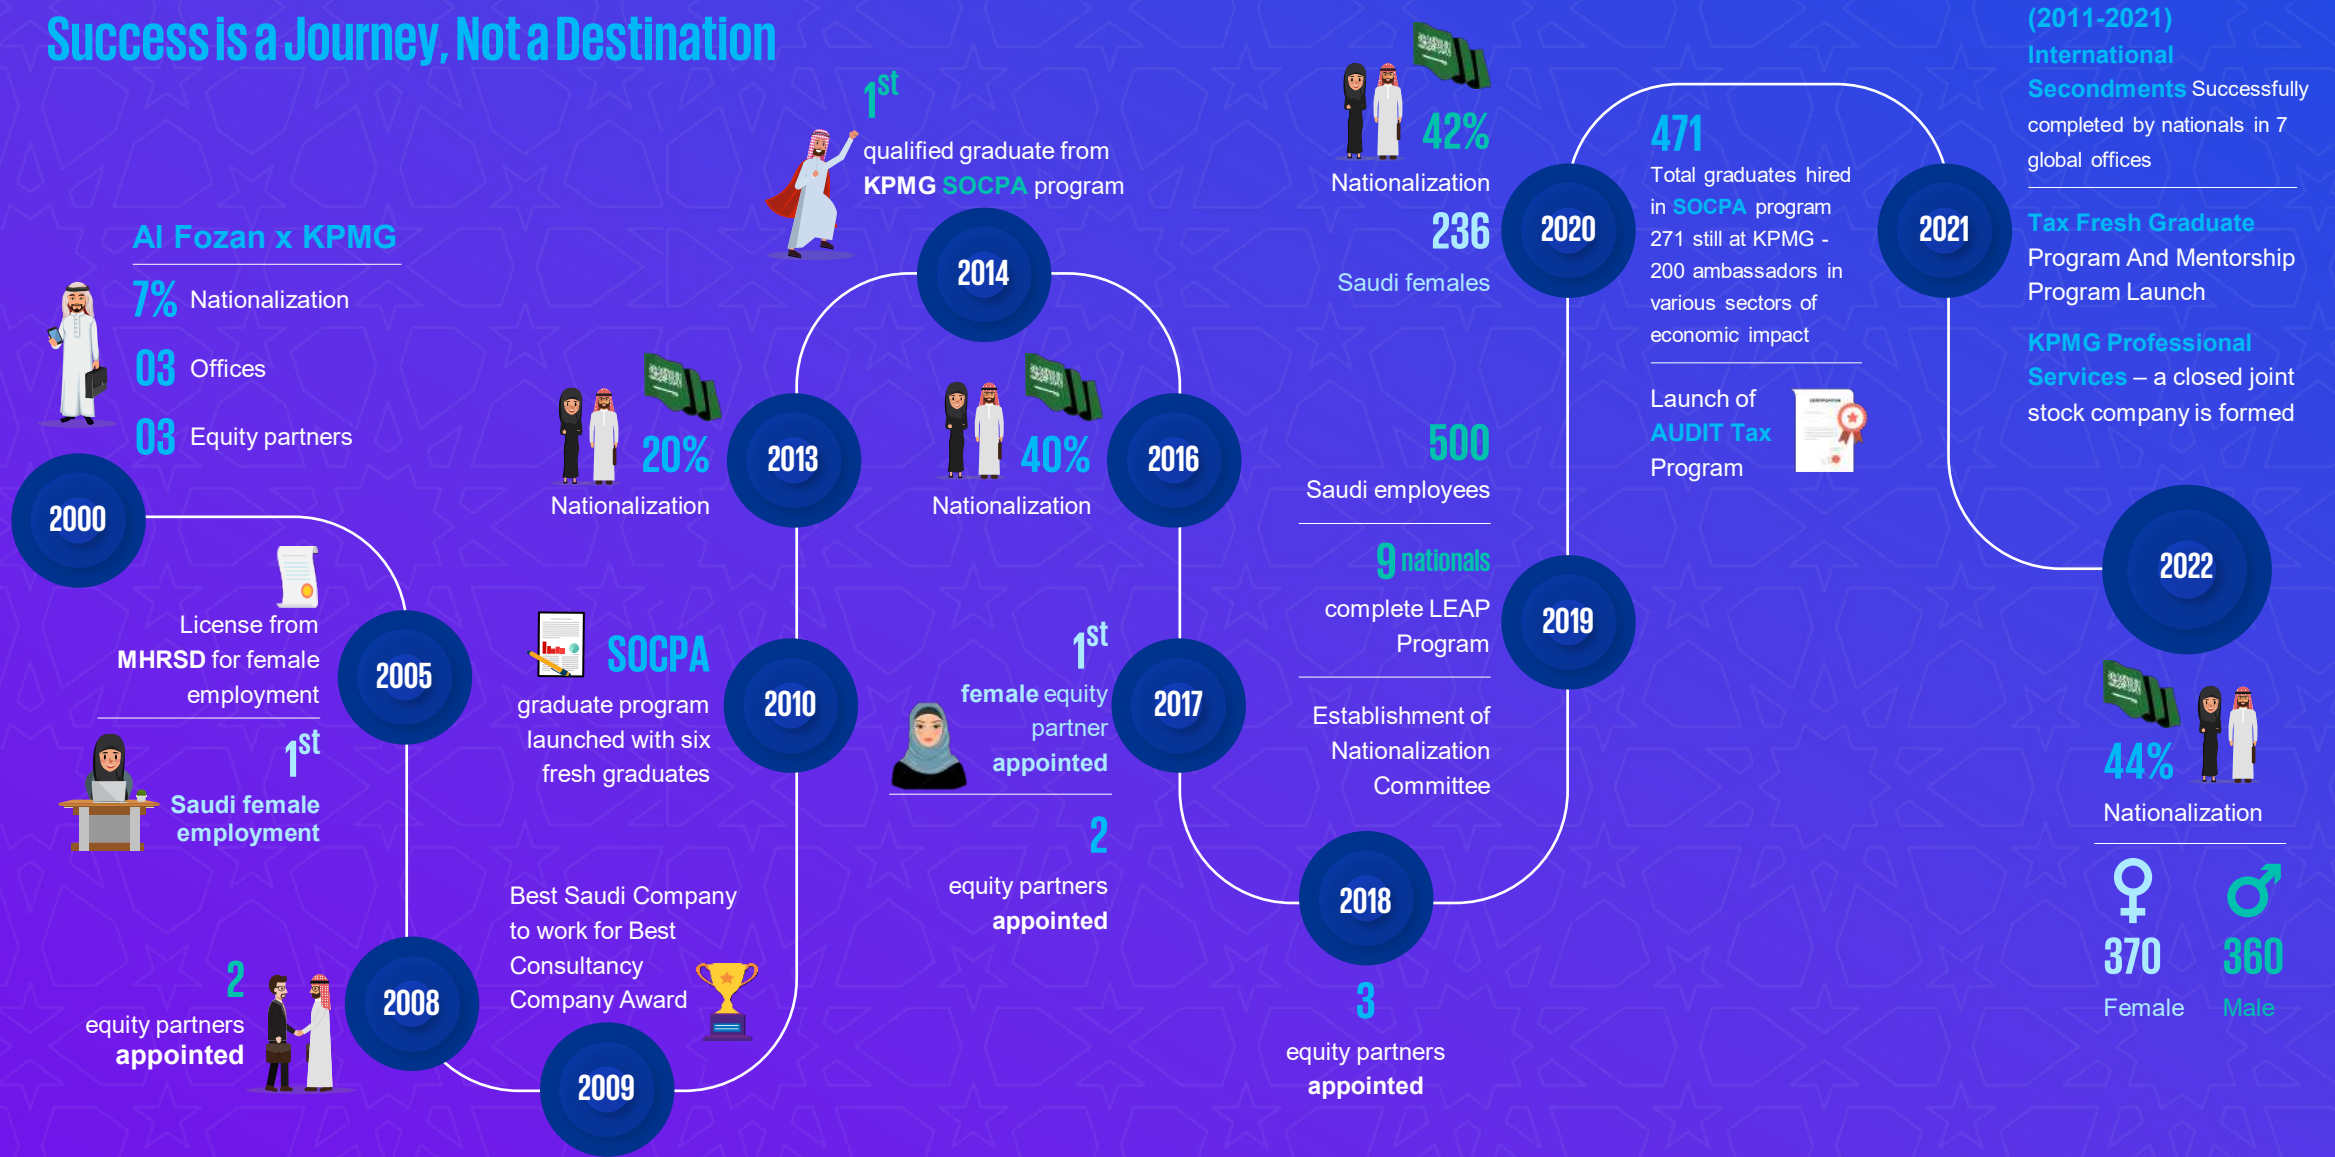 Success is a Journey, Not a Destination
Al Fozan x KPMG
7% Nationalization
03 Offices
03 Equity partners
2000
License from
MHRSD for female
employment
1st
Saudi female
employment
2005
2
equity partners
appointed
2008
Best Saudi Company
to work for Best
Consultancy
Company Award
2009
SOCPA
graduate program
launched with six
fresh graduates
2010
20%
Nationalization
2013
1st
qualified graduate from
KPMG SOCPA program
2014
40%
Nationalization
2016
1st
female equity
partner
appointed
2
equity partners
appointed
2017
2018
3
equity partners
appointed
500
Saudi employees
9 nationals
complete LEAP
Program
Establishment of
Nationalization
Committee
2019
42%
Nationalization
236
Saudi females
2020
471
Total graduates hired
in SOCPA program
271 still at KPMG -
200 ambassadors in
various sectors of
economic impact
Launch of
AUDIT Tax
Program
2021
(2011-2021)
International
Secondments Successfully
completed by nationals in 7
global offices
Tax Fresh Graduate
Program And Mentorship
Program Launch
KPMG Professional
Services – a closed joint
stock company is formed
2022
44%
Nationalization
370
Female
360
Male